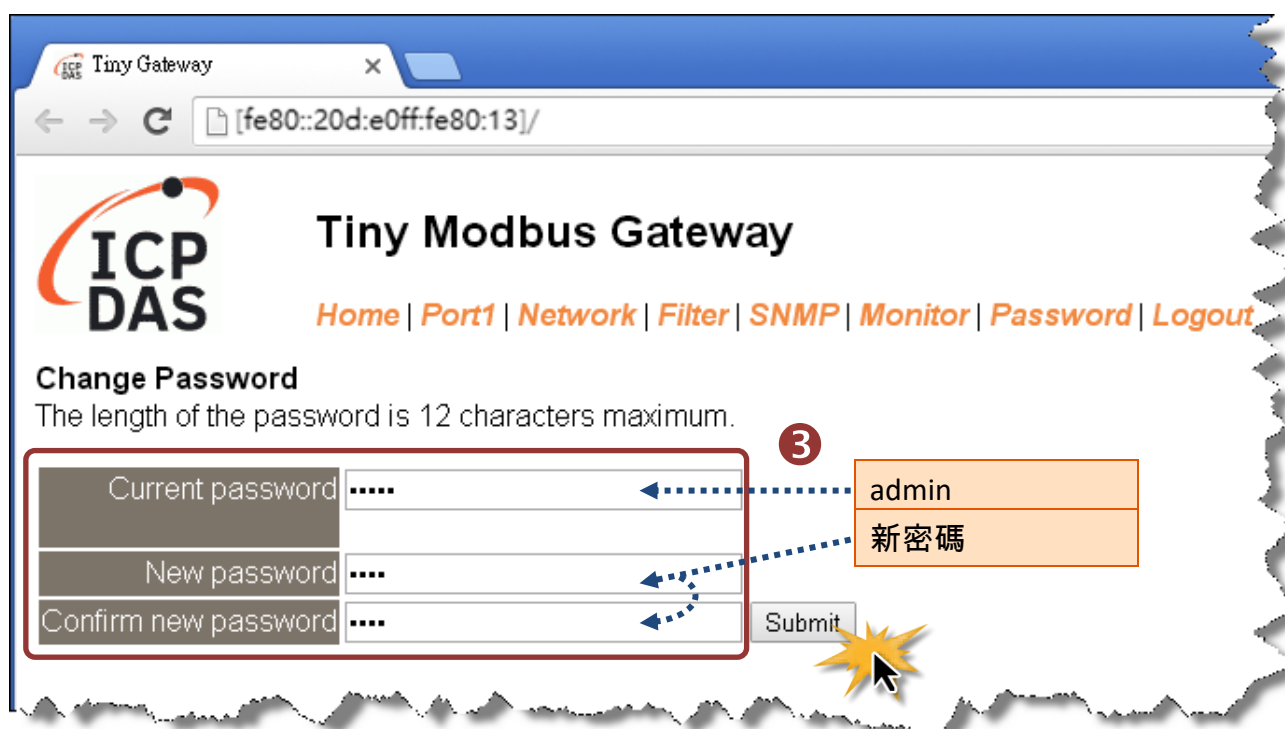 Tiny Gateway
[fe80::20d:e0ff:fe80:13]/
ICP
DAS
Tiny Modbus Gateway
Home | Port1 | Network | Filter | SNMP | Monitor | Password | Logout
Change Password
The length of the password is 12 characters maximum.
3
Current password •••••
admin
新密碼
New password ••••
Confirm new password •••• Submit